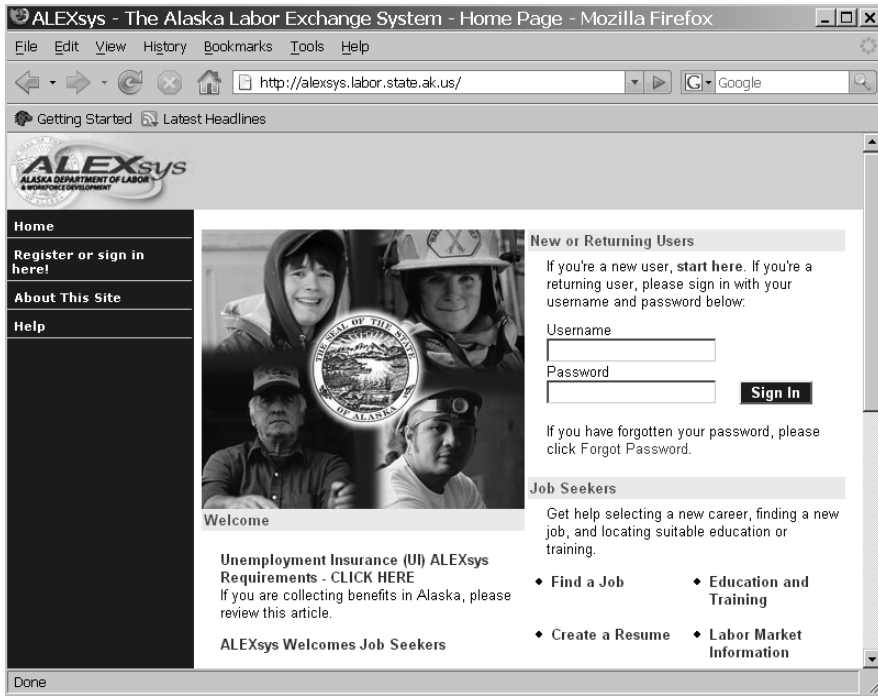 ALEXsys - The Alaska Labor Exchange System - Home Page - Mozilla Firefox
File Edit View History Bookmarks Tools Help
http://alexsys.labor.state.ak.us/
G Google
Getting Started Latest Headlines
ALEXsys
ALASKA DEPARTMENT OF LABOR
& WORKFORCE DEVELOPMENT
Home
Register or sign in
here!
About This Site
Help
THE SEAL OF THE STATE
OF ALASKA
Welcome
Unemployment Insurance (UI) ALEXsys
Requirements - CLICK HERE
If you are collecting benefits in Alaska, please
review this article.
ALEXsys Welcomes Job Seekers
New or Returning Users
If you're a new user, start here. If you're a
returning user, please sign in with your
username and password below:
Username
Password
Sign In
If you have forgotten your password, please
click Forgot Password.
Job Seekers
Get help selecting a new career, finding a new
job, and locating suitable education or
training.
Find a Job
Education and
Training
Create a Resume
Labor Market
Information
Done